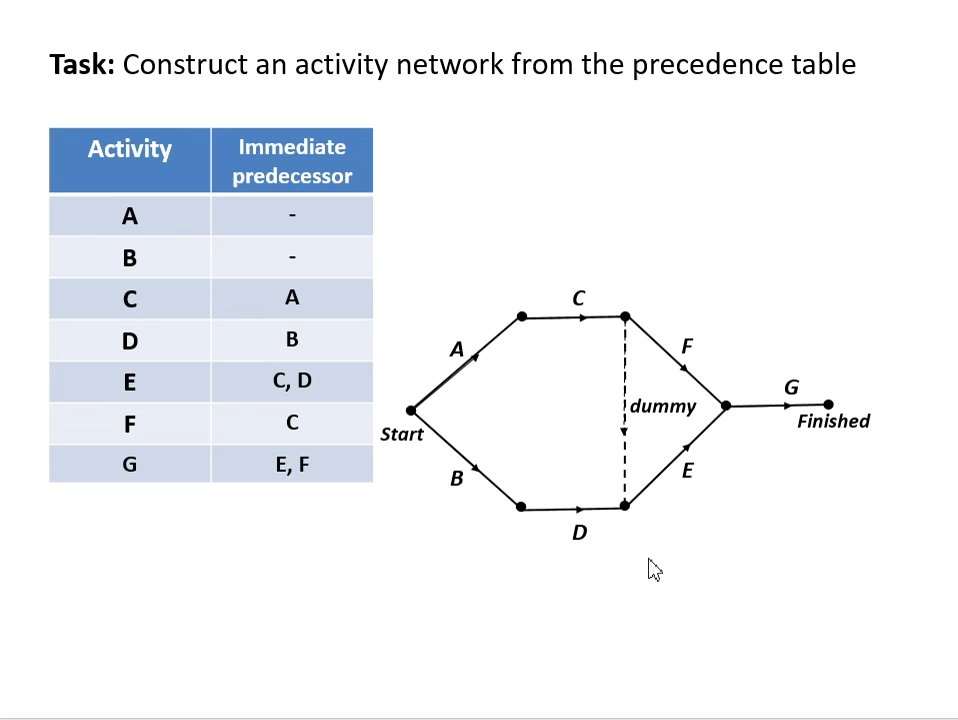 Task: Construct an activity network from the precedence table
Activity Immediate predecessor
A -
B -
C A
D B
E C, D
F C
G E, F
C
A
F
G
dummy
Finished
Start
B
E
D